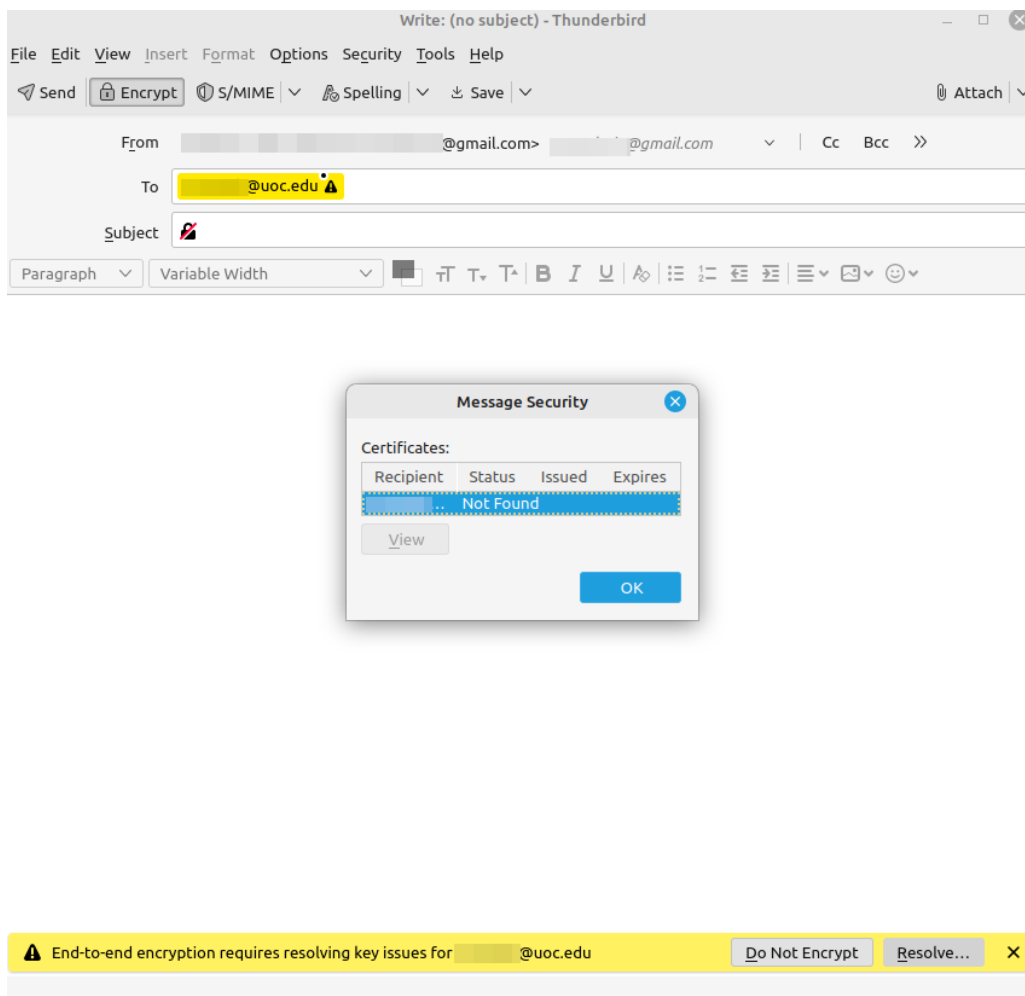 Write: (no subject) - Thunderbird
File Edit View Insert Format Options Security Tools Help
Send Encrypt S/MIME Spelling Save Attach
From @gmail.com> @gmail.com Cc Bcc
To @uoc.edu
Subject
Paragraph Variable Width
Message Security
Certificates:
Recipient Status Issued Expires
.. Not Found
View
OK
End-to-end encryption requires resolving key issues for @uoc.edu Do Not Encrypt Resolve...